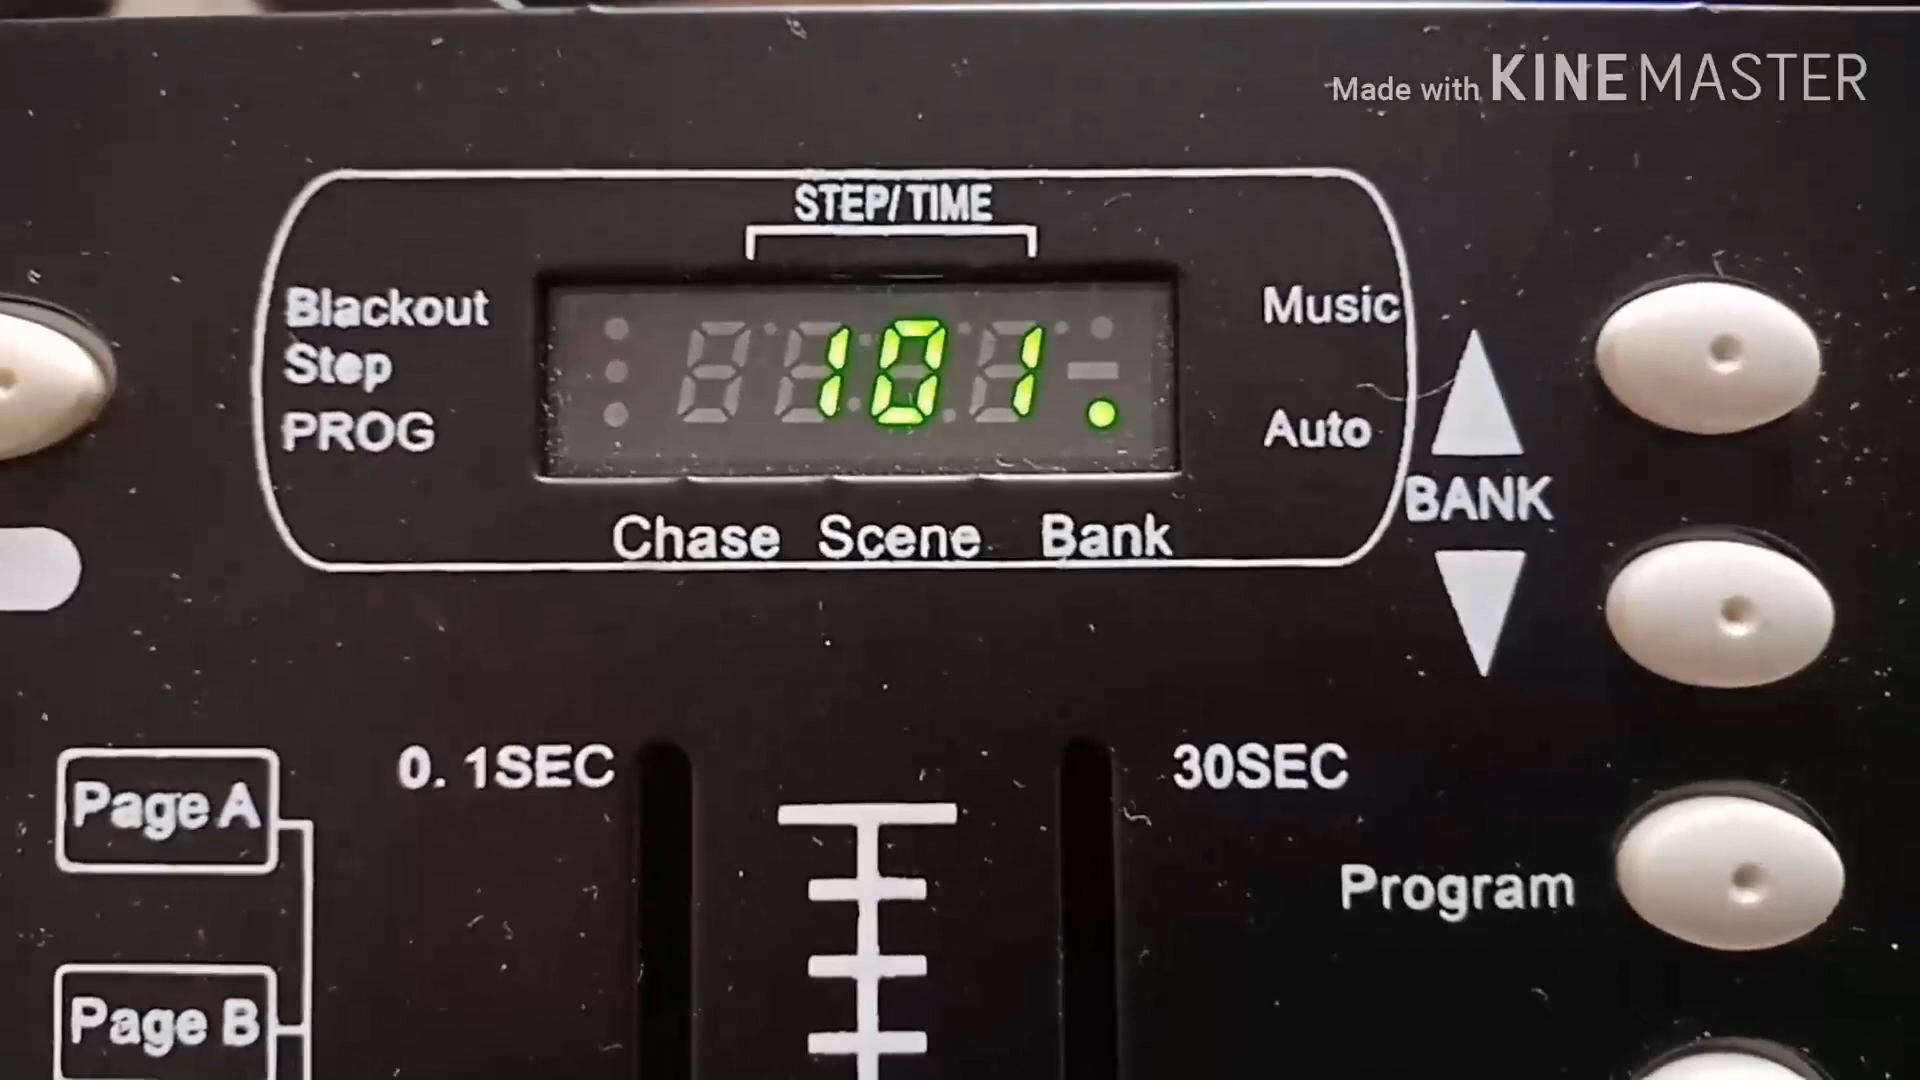 Made with KINEMASTER
STEP/TIME
Blackout
Step
PROG
101.
Music
Auto
Chase Scene Bank
BANK
0.1SEC
30SEC
Page A
Program
Page B